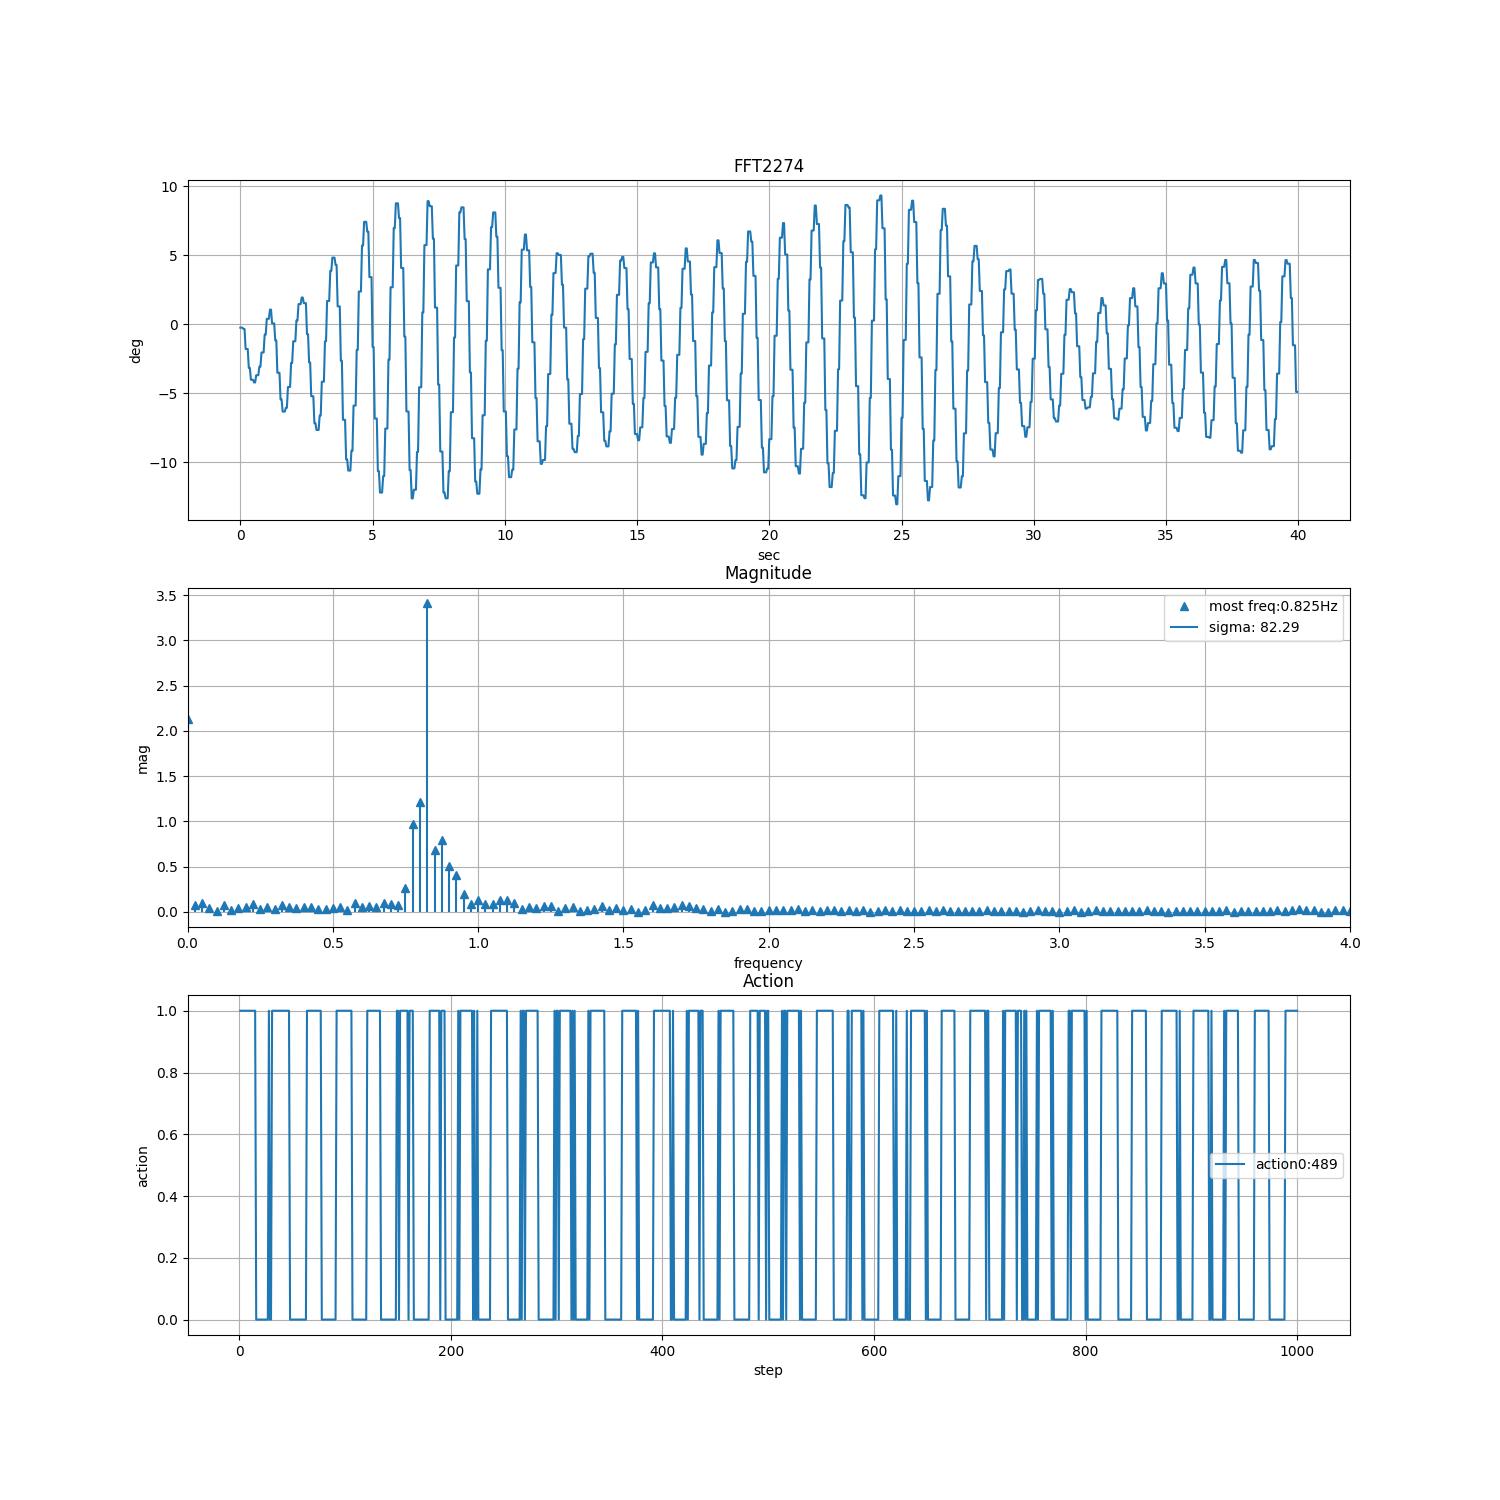 FFT2274
10
5
0
−5
−10
deg
0 5 10 15 20 25 30 35 40
sec
Magnitude
3.5
3.0
2.5
2.0
1.5
1.0
0.5
0.0
mag
most freq:0.825Hz
sigma: 82.29
0.0 0.5 1.0 1.5 2.0 2.5 3.0 3.5 4.0
frequency
Action
1.0
0.8
0.6
0.4
0.2
0.0
action
action0:489
0 200 400 600 800 1000
step